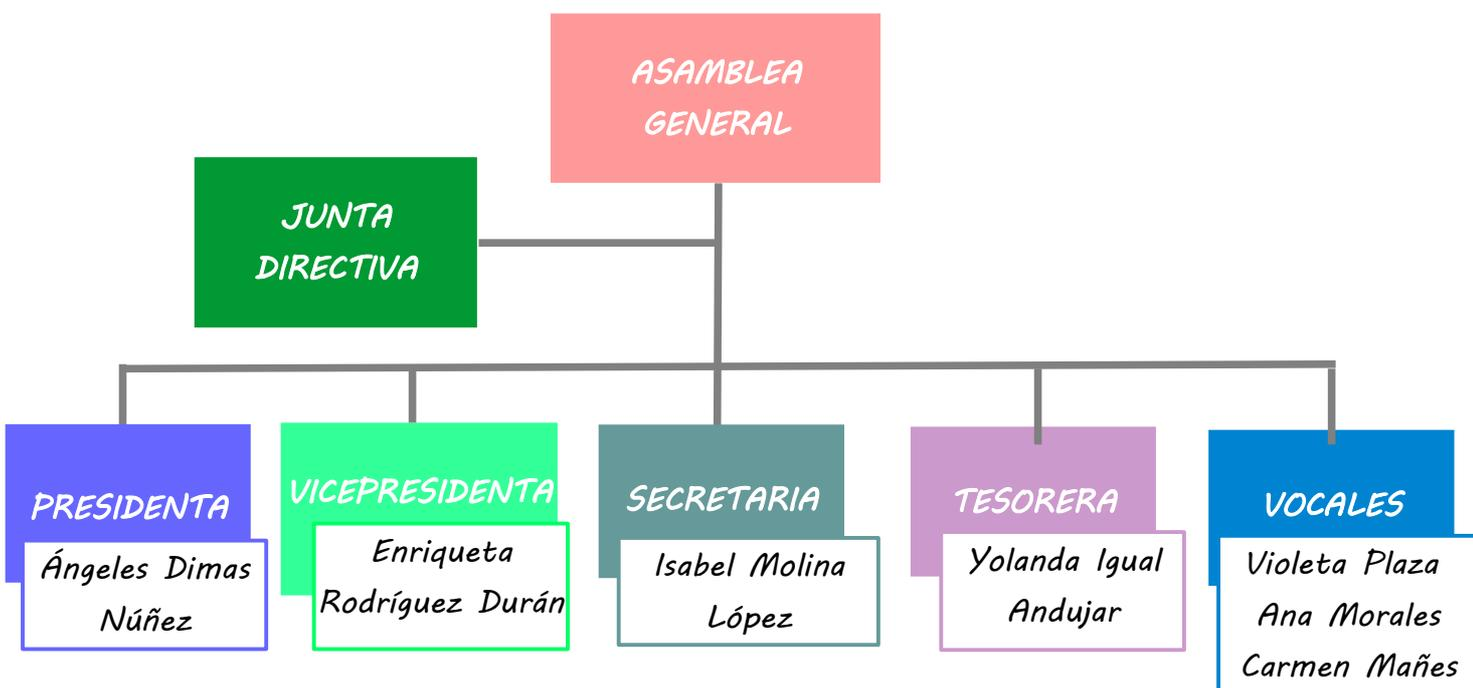 ASAMBLEA
GENERAL
JUNTA
DIRECTIVA
PRESIDENTA
Ángeles Dimas
Núñez
VICEPRESIDENTA
Enriqueta
Rodríguez Durán
SECRETARIA
Isabel Molina
López
TESORERA
Yolanda Igual
Andujar
VOCALES
Violeta Plaza
Ana Morales
Carmen Mañes